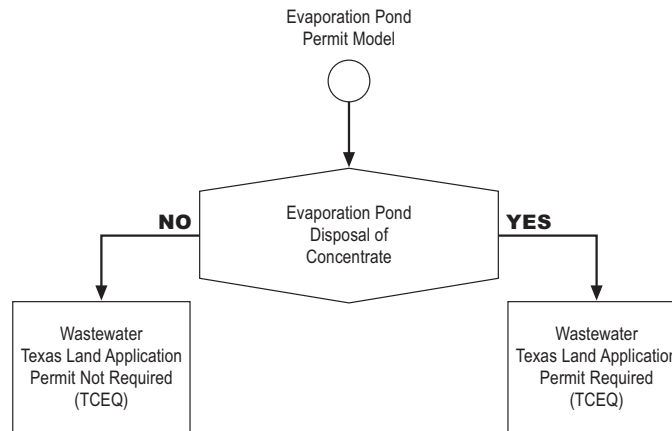 Evaporation Pond
Permit Model
Evaporation Pond
Disposal of
Concentrate
NO
YES
Wastewater
Texas Land Application
Permit Not Required
(TCEQ)
Wastewater
Texas Land Application
Permit Required
(TCEQ)